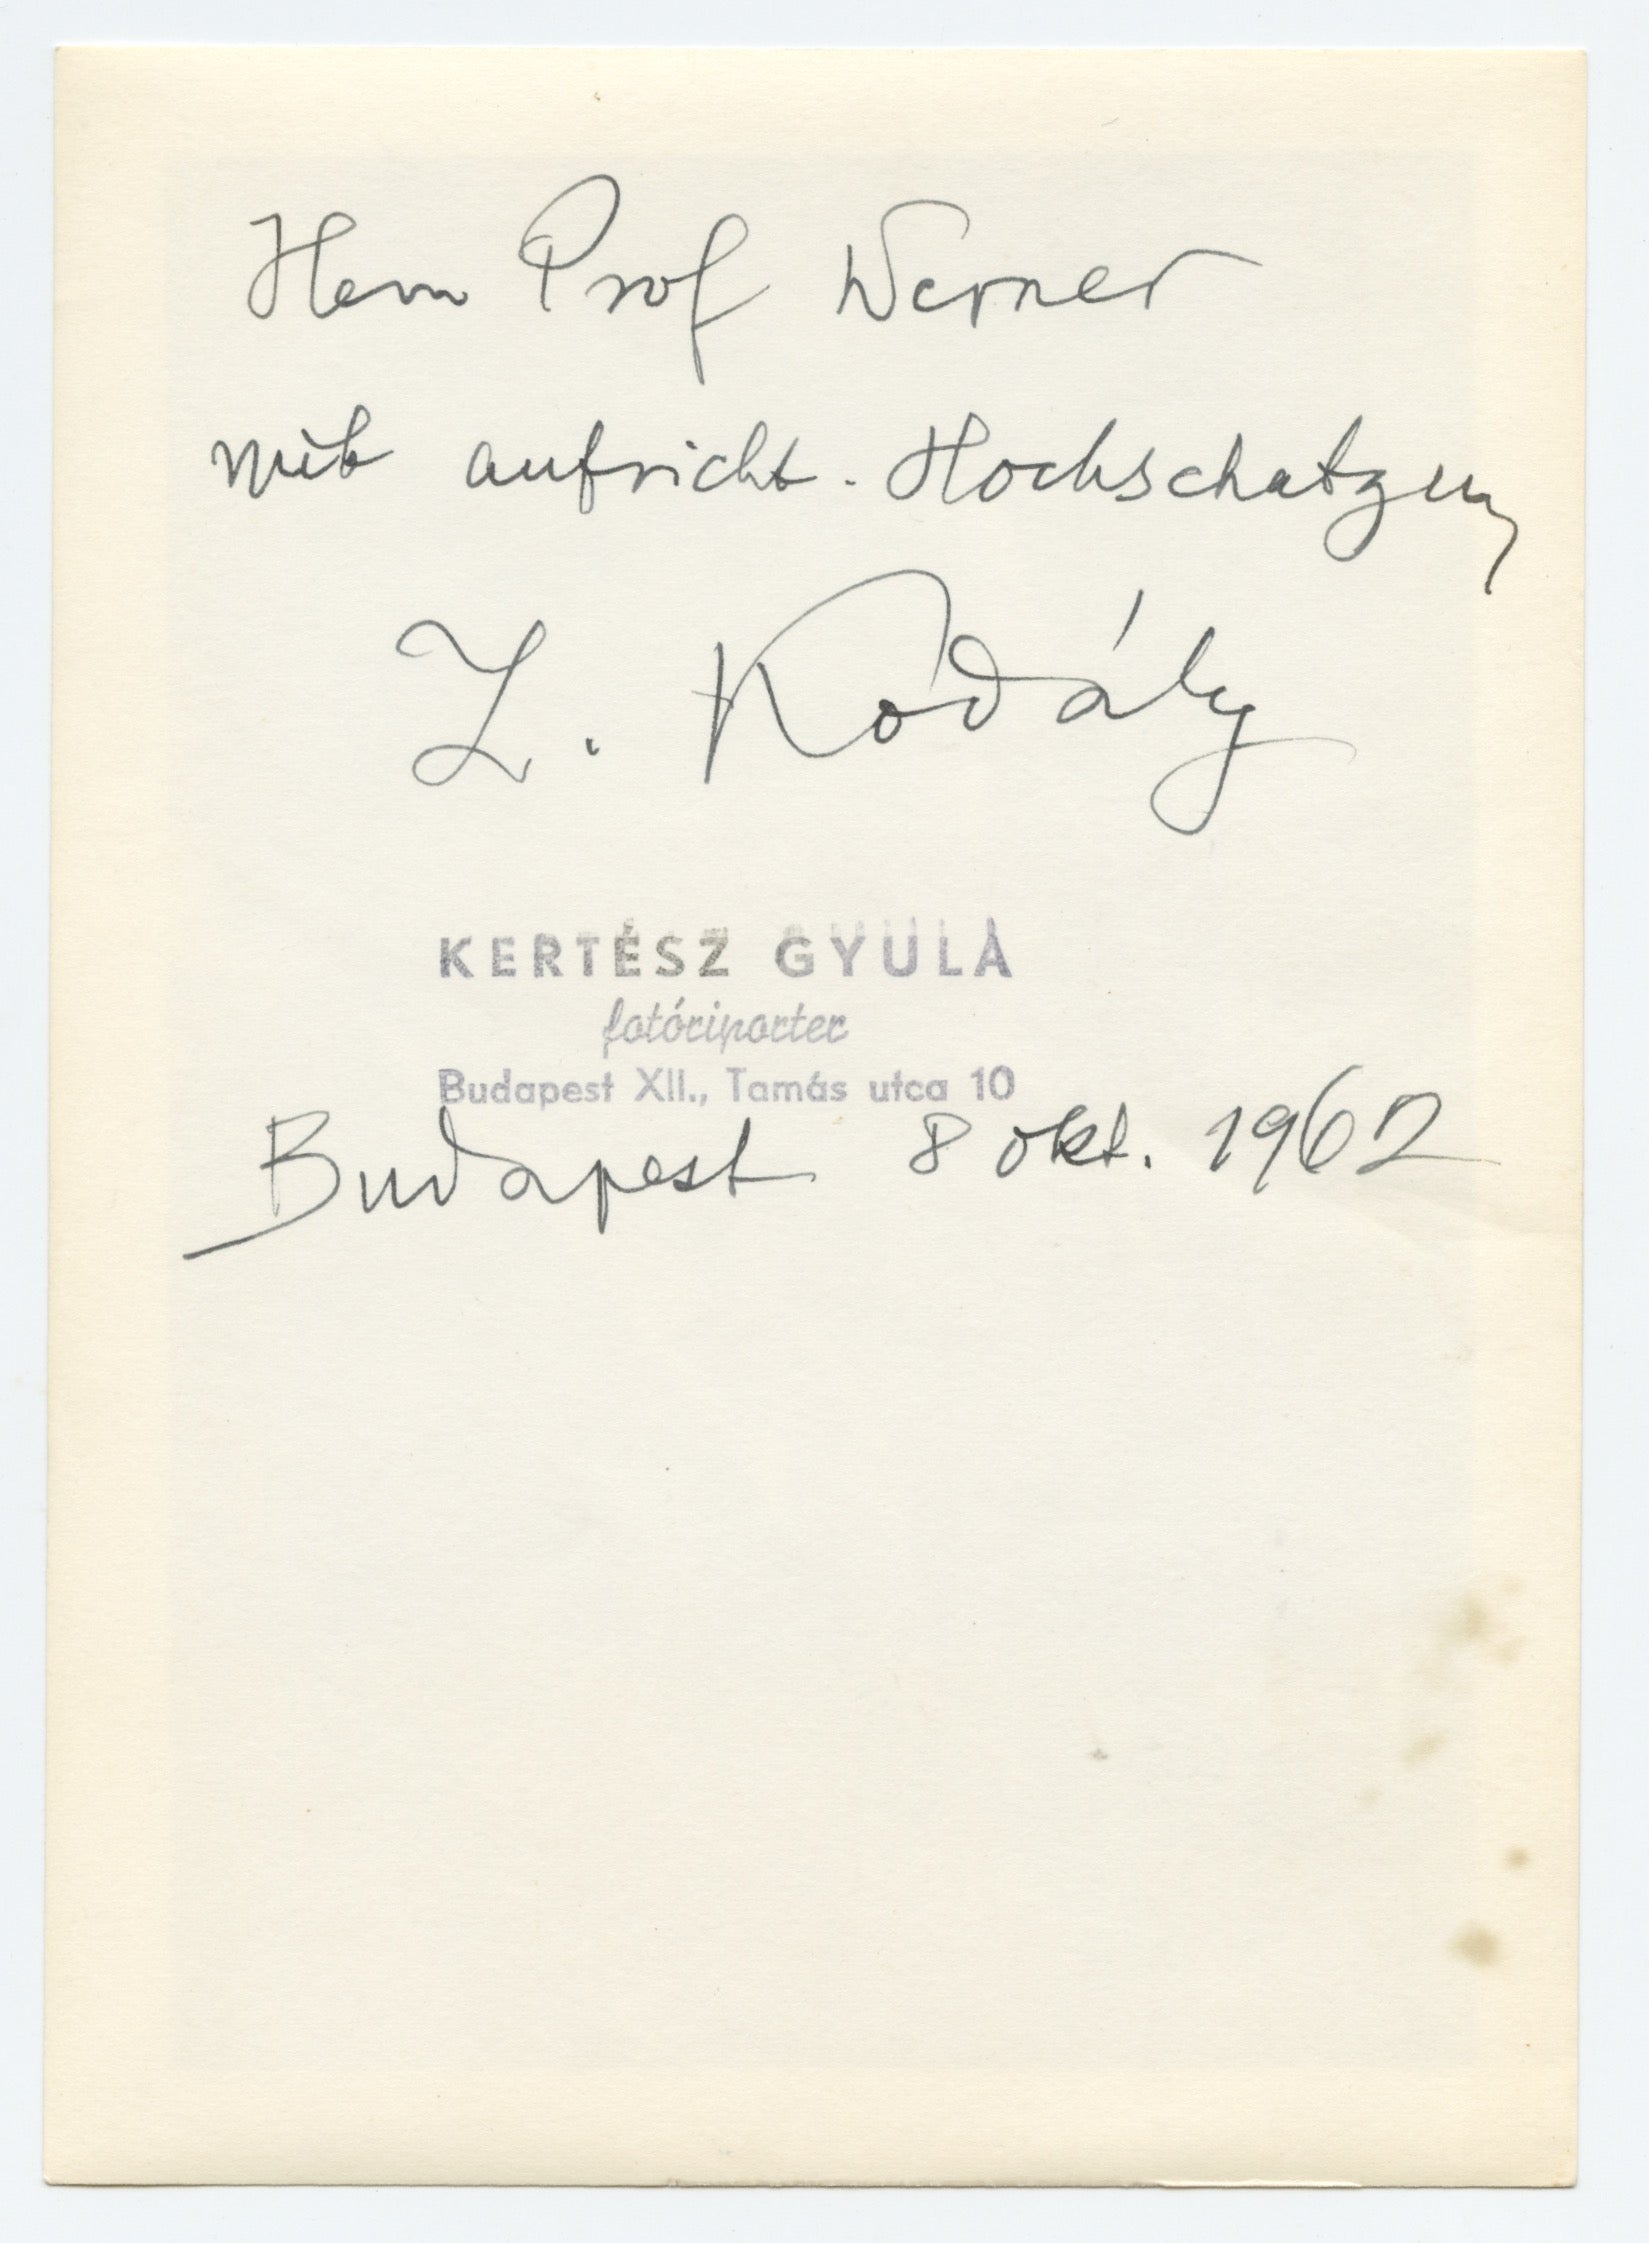 Herrn Prof Werner
mit aufricht. Hochschatzung
Z. Kodály
KERTÉSZ GYULA
fotóriporter
Budapest XII., Tamás utca 10
Budapest 8 okt. 1962